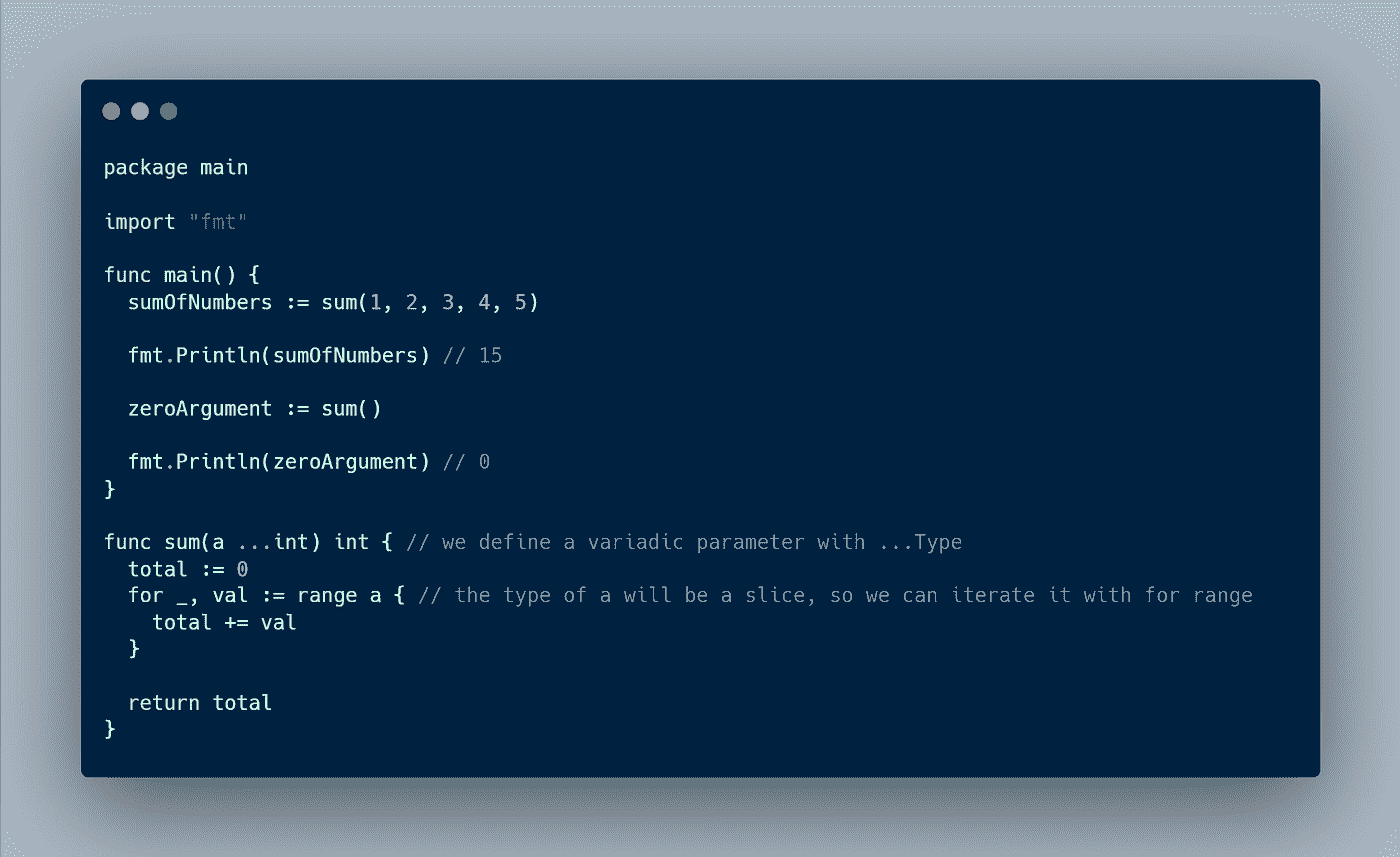 package main
import "fmt"
func main() {
  sumOfNumbers := sum(1, 2, 3, 4, 5)
  fmt.Println(sumOfNumbers) // 15
  zeroArgument := sum()
  fmt.Println(zeroArgument) // 0
}
func sum(a ...int) int { // we define a variadic parameter with ...Type
  total := 0
  for _, val := range a { // the type of a will be a slice, so we can iterate it with for range
    total += val
  }
  return total
}